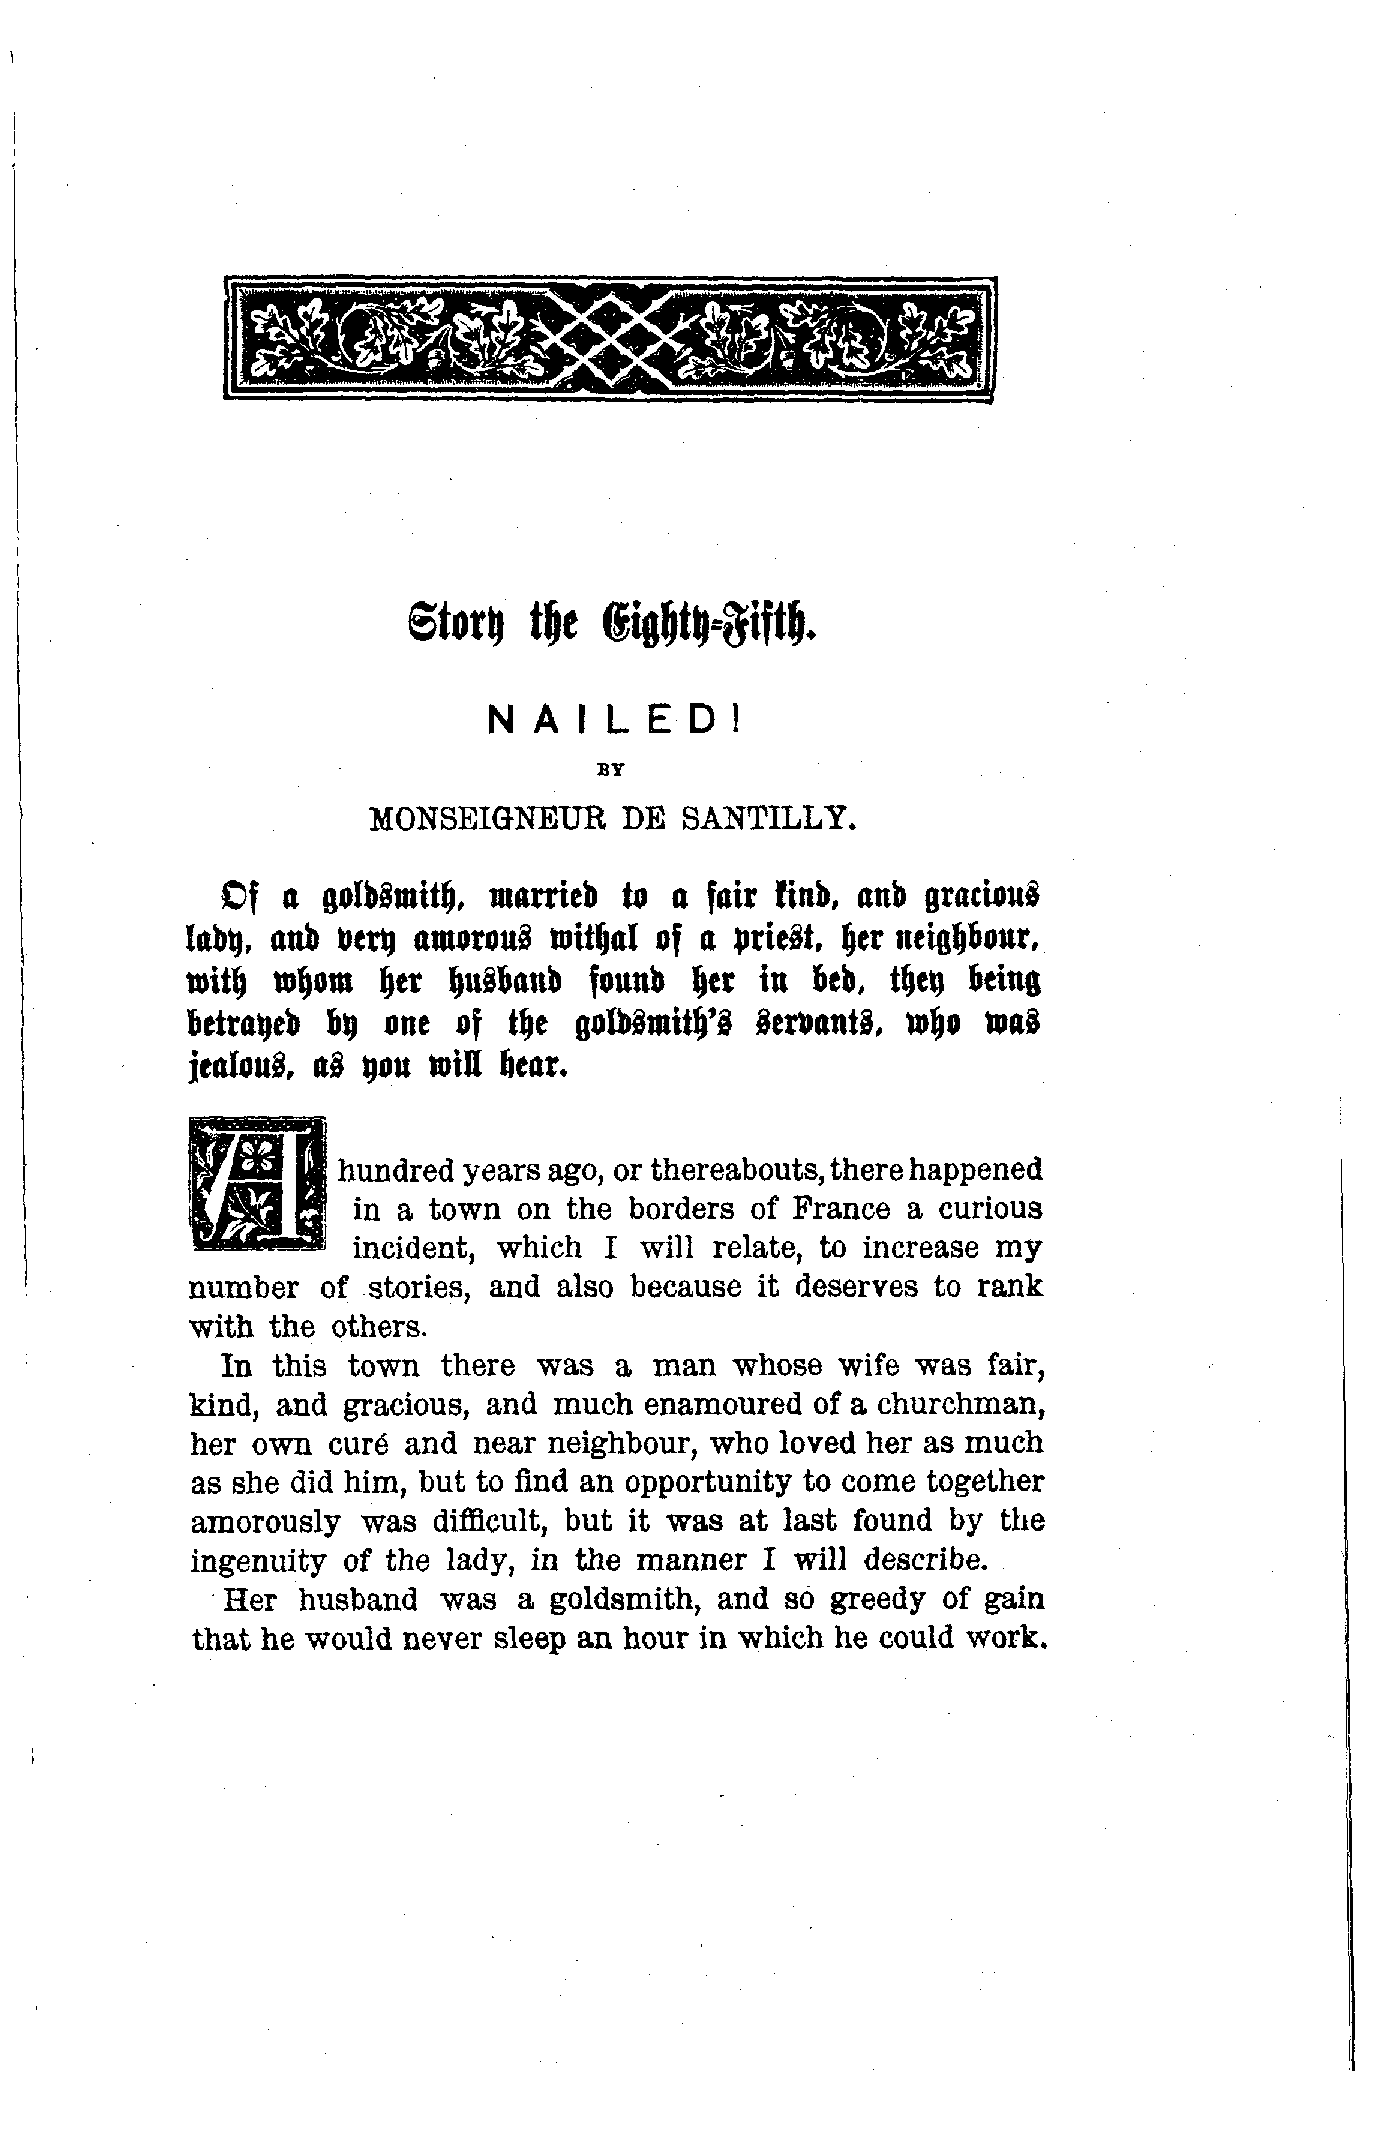 Story the Eighty-Fifth.
NAILED!
BY
MONSEIGNEUR DE SANTILLY.
Of a goldsmith, married to a fair kind, and gracious
lady, and very amorous withal of a priest, her neighbour,
with whom her husband found her in bed, they being
betrayed by one of the goldsmith's servants, who was
jealous, as you will hear.
A hundred years ago, or thereabouts, there happened
in a town on the borders of France a curious
incident, which I will relate, to increase my
number of stories, and also because it deserves to rank
with the others.
In this town there was a man whose wife was fair,
kind, and gracious, and much enamoured of a churchman,
her own curé and near neighbour, who loved her as much
as she did him, but to find an opportunity to come together
amorously was difficult, but it was at last found by the
ingenuity of the lady, in the manner I will describe.
Her husband was a goldsmith, and so greedy of gain
that he would never sleep an hour in which he could work.